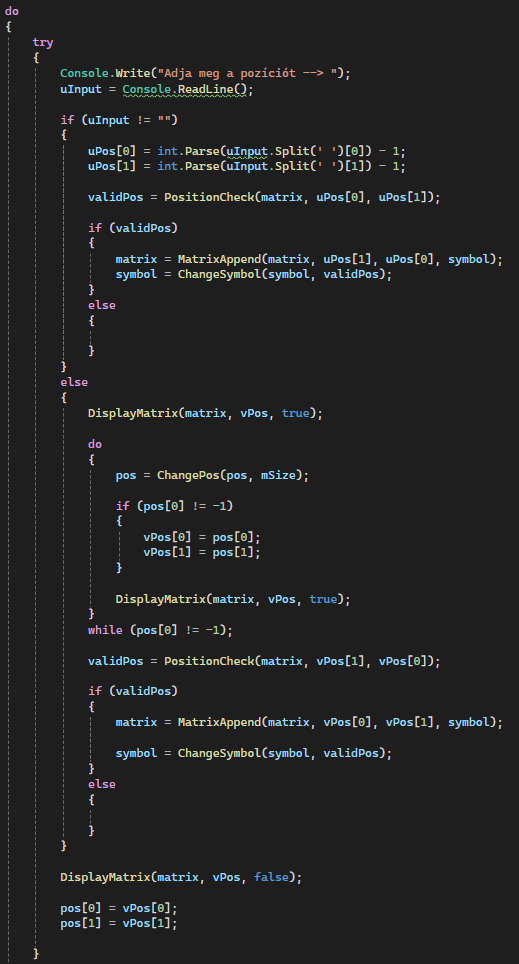 do
{
try
{
Console.Write("Adja meg a pozíciót --> ");
uInput = Console.ReadLine();
if (uInput != "")
{
uPos[0] = int.Parse(uInput.Split(' ')[0]) - 1;
uPos[1] = int.Parse(uInput.Split(' ')[1]) - 1;
validPos = PositionCheck(matrix, uPos[0], uPos[1]);
if (validPos)
{
matrix = MatrixAppend(matrix, uPos[1], uPos[0], symbol);
symbol = ChangeSymbol(symbol, validPos);
}
else
{
}
}
else
{
DisplayMatrix(matrix, vPos, true);
do
{
pos = ChangePos(pos, mSize);
if (pos[0] != -1)
{
vPos[0] = pos[0];
vPos[1] = pos[1];
}
DisplayMatrix(matrix, vPos, true);
}
while (pos[0] != -1);
validPos = PositionCheck(matrix, vPos[1], vPos[0]);
if (validPos)
{
matrix = MatrixAppend(matrix, vPos[0], vPos[1], symbol);
symbol = ChangeSymbol(symbol, validPos);
}
else
{
}
}
DisplayMatrix(matrix, vPos, false);
pos[0] = vPos[0];
pos[1] = vPos[1];
}